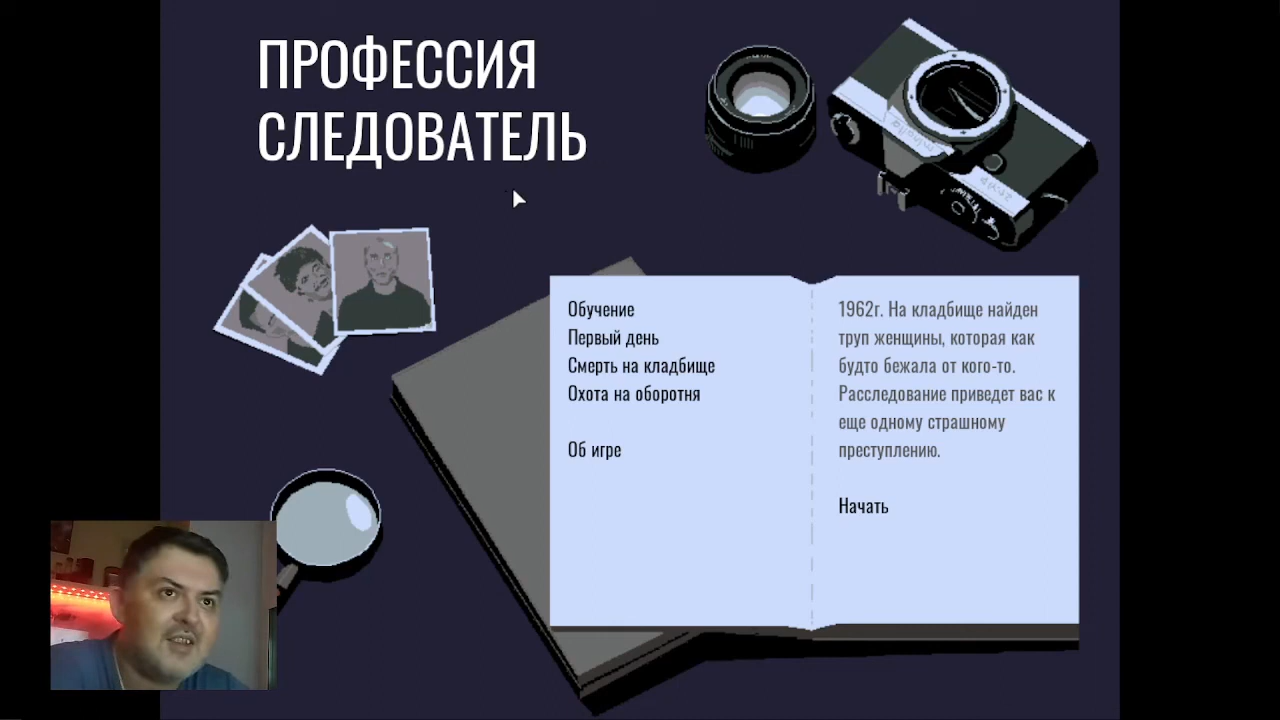 ПРОФЕССИЯ
СЛЕДОВАТЕЛЬ
minolta
Обучение
Первый день
Смерть на кладбище
Охота на оборотня
Об игре
1962г. На кладбище найден
труп женщины, которая как
будто бежала от кого-то.
Расследование приведет вас к
еще одному страшному
преступлению.
Начать